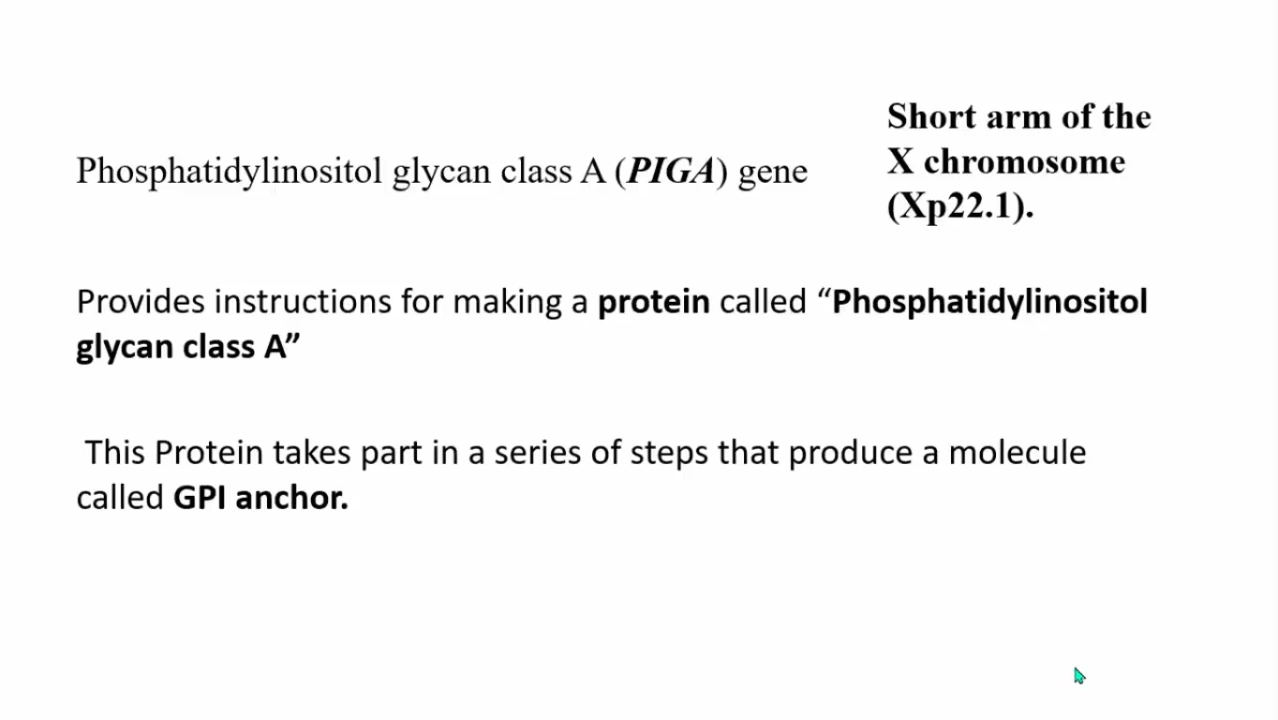 Phosphatidylinositol glycan class A (PIGA) gene
Short arm of the
X chromosome
(Xp22.1).
Provides instructions for making a protein called “Phosphatidylinositol
glycan class A”
This Protein takes part in a series of steps that produce a molecule
called GPI anchor.